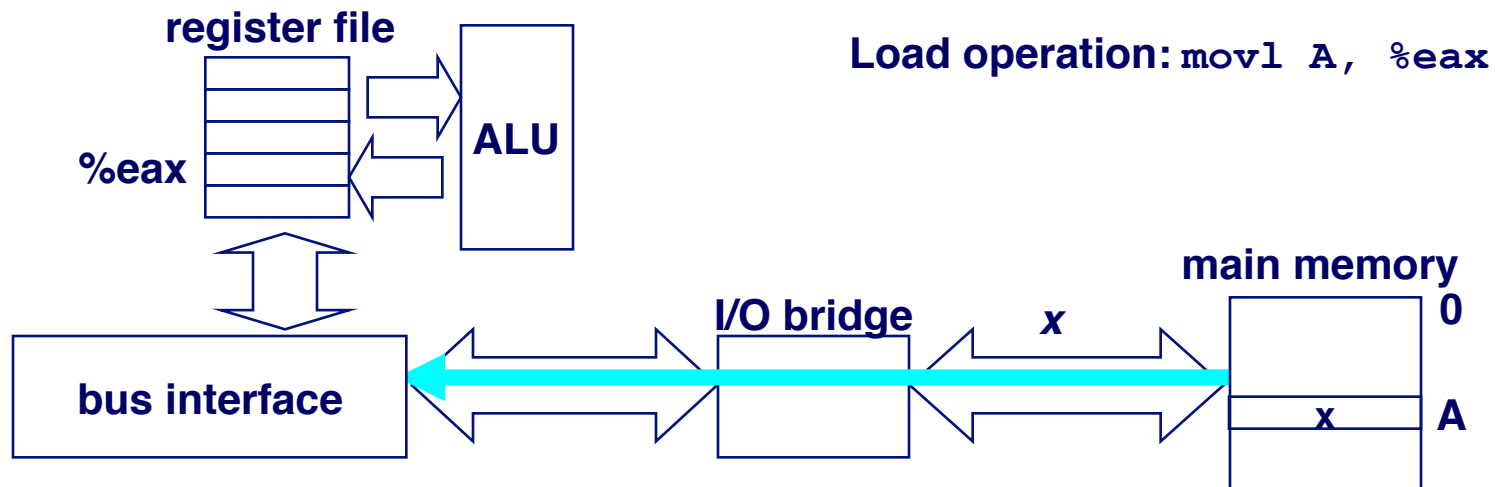 register file
Load operation: movl A, %eax
ALU
%eax
main memory
0
I/O bridge
x
bus interface
x
A